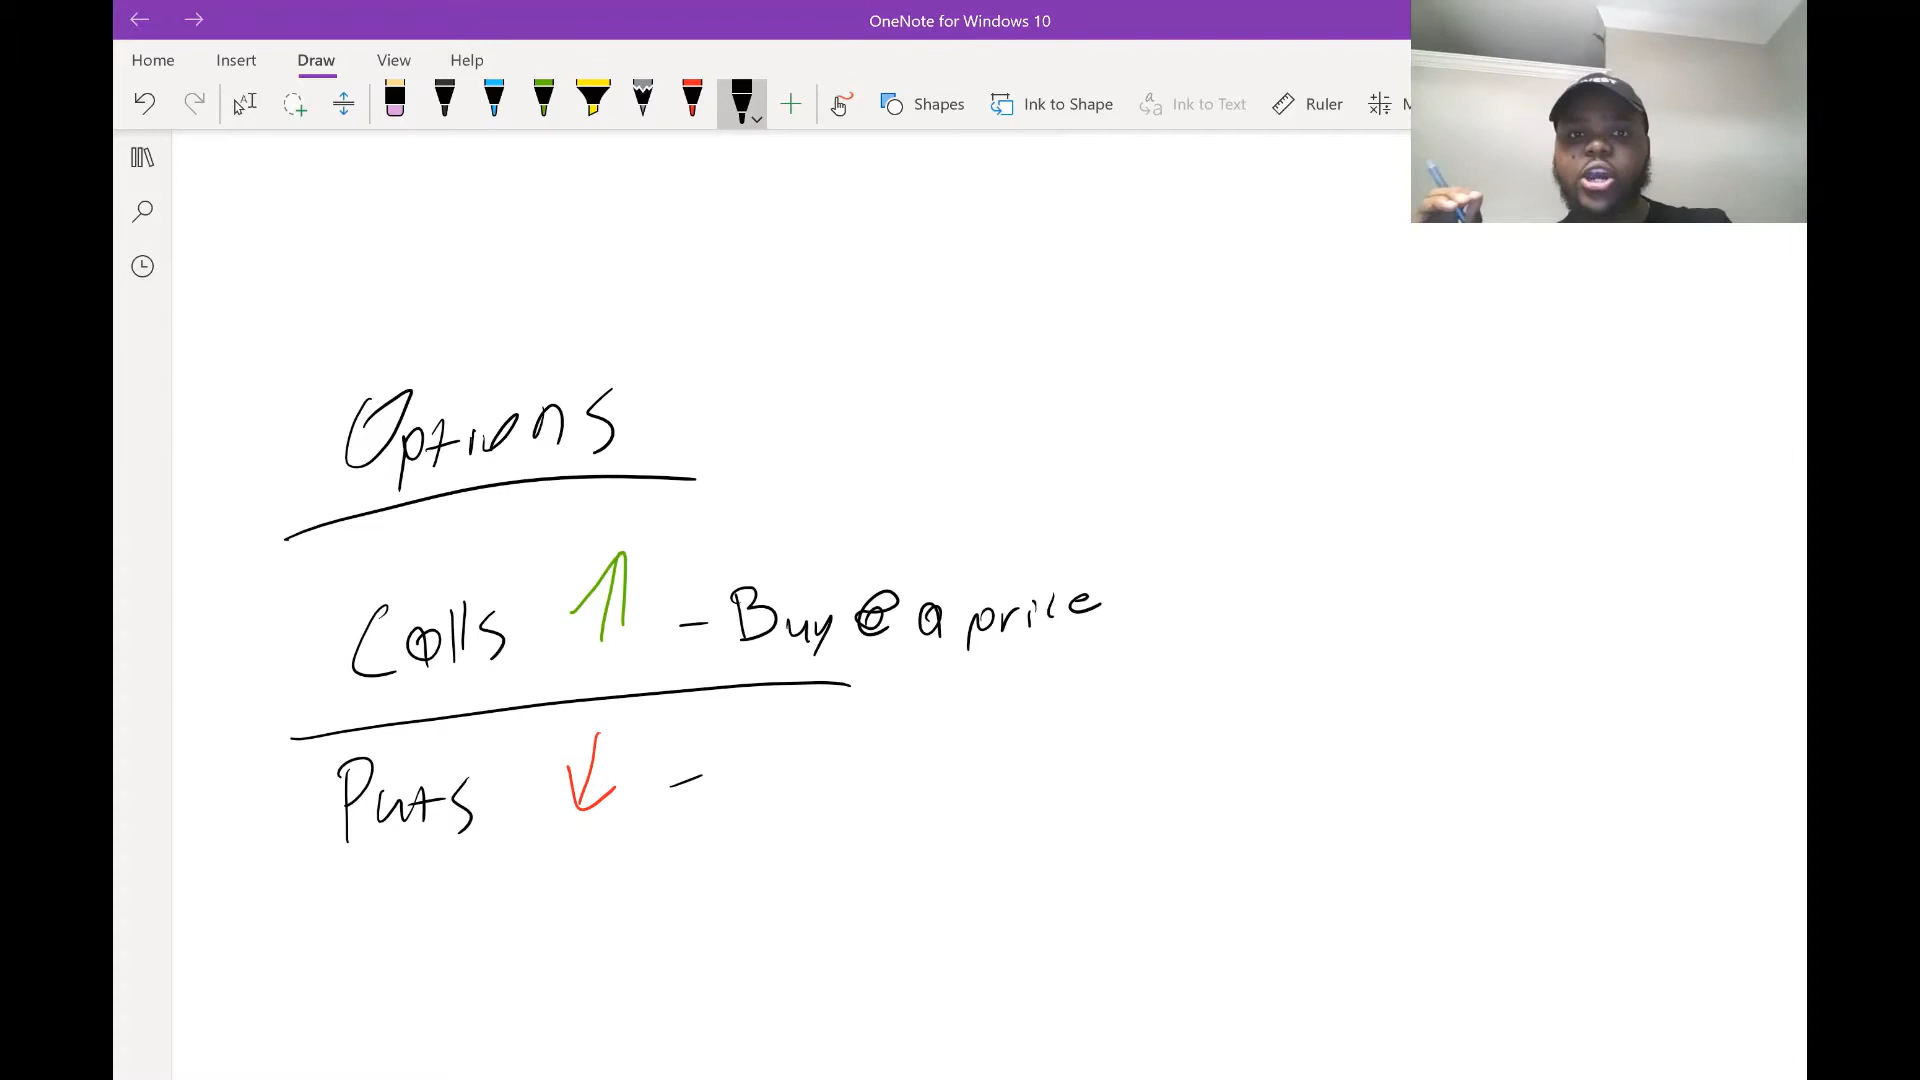 OneNote for Windows 10
Home Insert Draw View Help
Shapes Ink to Shape Ink to Text Ruler M
Options
Calls - Buy @ a price
Puts -